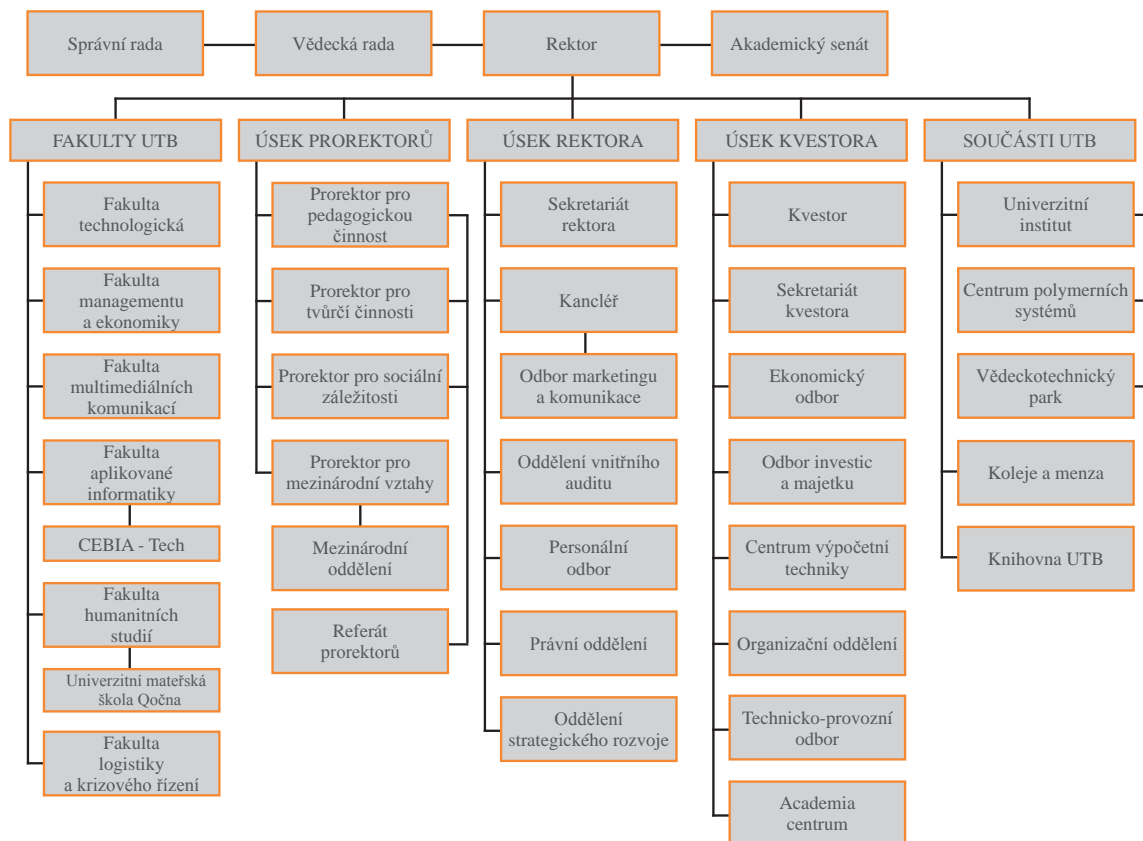 Správní rada
Vědecká rada
Rektor
Akademický senát
FAKULTY UTB
Fakulta
technologická
Fakulta
managementu
a ekonomiky
Fakulta
multimediálních
komunikací
Fakulta
aplikované
informatiky
CEBIA - Tech
Fakulta
humanitních
studií
Univerzitní mateřská
škola Qočna
Fakulta
logistiky
a krizového řízení
ÚSEK PROREKTORŮ
Prorektor pro
pedagogickou
činnost
Prorektor pro
tvůrčí činnosti
Prorektor pro sociální
záležitosti
Prorektor pro
mezinárodní vztahy
Mezinárodní
oddělení
Referát
prorektorů
ÚSEK REKTORA
Sekretariát
rektora
Kancléř
Odbor marketingu
a komunikace
Oddělení vnitřního
auditu
Personální
odbor
Právní oddělení
Oddělení
strategického rozvoje
ÚSEK KVESTORA
Kvestor
Sekretariát
kvestora
Ekonomický
odbor
Odbor investic
a majetku
Centrum výpočetní
techniky
Organizační oddělení
Technicko-provozní
odbor
Academia
centrum
SOUČÁSTI UTB
Univerzitní
institut
Centrum polymerních
systémů
Vědeckotechnický
park
Koleje a menza
Knihovna UTB